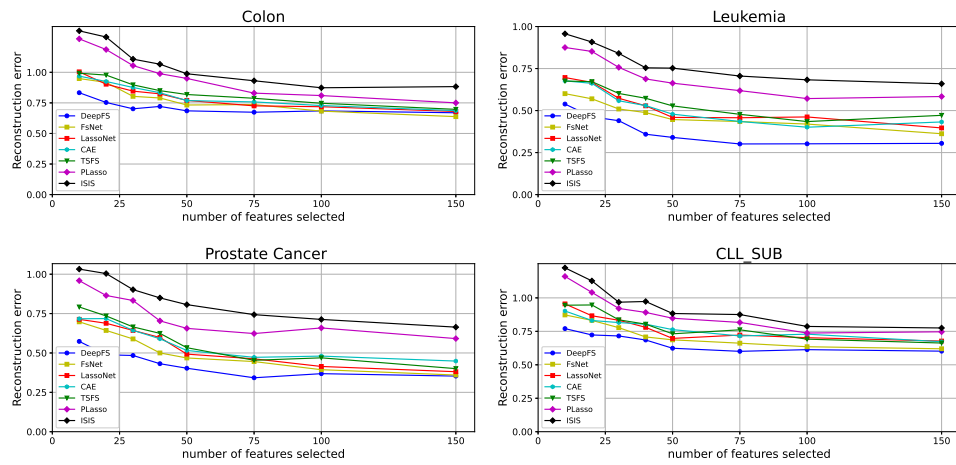 Colon
Reconstruction error
1.00
0.75
0.50
0.25
0.00
DeepFS
FsNet
LassoNet
CAE
TSFS
PLasso
ISIS
0
25
50
75
100
150
number of features selected
Leukemia
Reconstruction error
1.00
0.75
0.50
0.25
0.00
DeepFS
FsNet
LassoNet
CAE
TSFS
PLasso
ISIS
0
25
50
75
100
150
number of features selected
Prostate Cancer
Reconstruction error
1.00
0.75
0.50
0.25
0.00
DeepFS
FsNet
LassoNet
CAE
TSFS
PLasso
ISIS
0
25
50
75
100
150
number of features selected
CLL_SUB
Reconstruction error
1.00
0.75
0.50
0.25
0.00
DeepFS
FsNet
LassoNet
CAE
TSFS
PLasso
ISIS
0
25
50
75
100
150
number of features selected